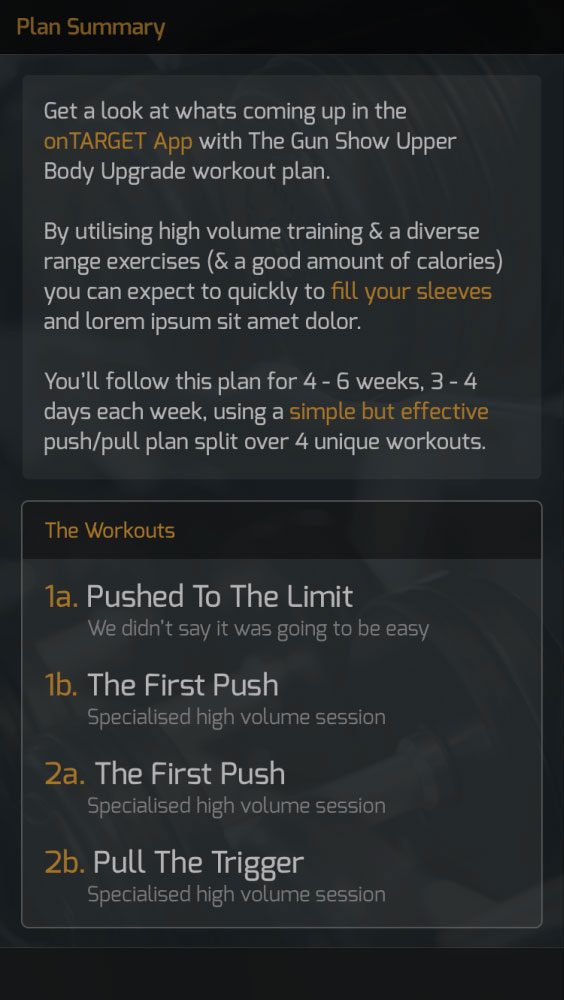 Plan Summary
Get a look at whats coming up in the
onTARGET App with The Gun Show Upper
Body Upgrade workout plan.
By utilising high volume training & a diverse
range exercises (& a good amount of calories)
you can expect to quickly to fill your sleeves
and lorem ipsum sit amet dolor.
You'll follow this plan for 4 - 6 weeks, 3 - 4
days each week, using a simple but effective
push/pull plan split over 4 unique workouts.
The Workouts
1a. Pushed To The Limit
We didn't say it was going to be easy
1b. The First Push
Specialised high volume session
2a. The First Push
Specialised high volume session
2b. Pull The Trigger
Specialised high volume session